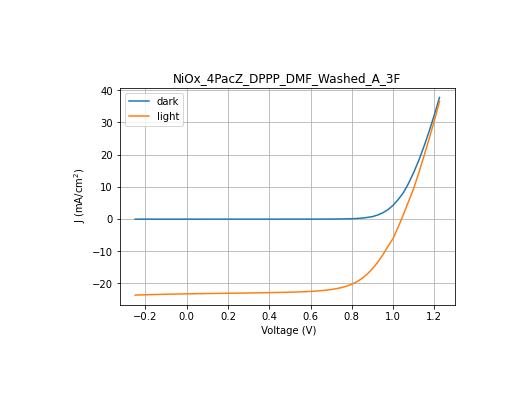 NiOx_4PacZ_DPPP_DMF_Washed_A_3F
dark
light
J (mA/cm²)
40
30
20
10
0
−10
−20
−0.2 0.0 0.2 0.4 0.6 0.8 1.0 1.2
Voltage (V)